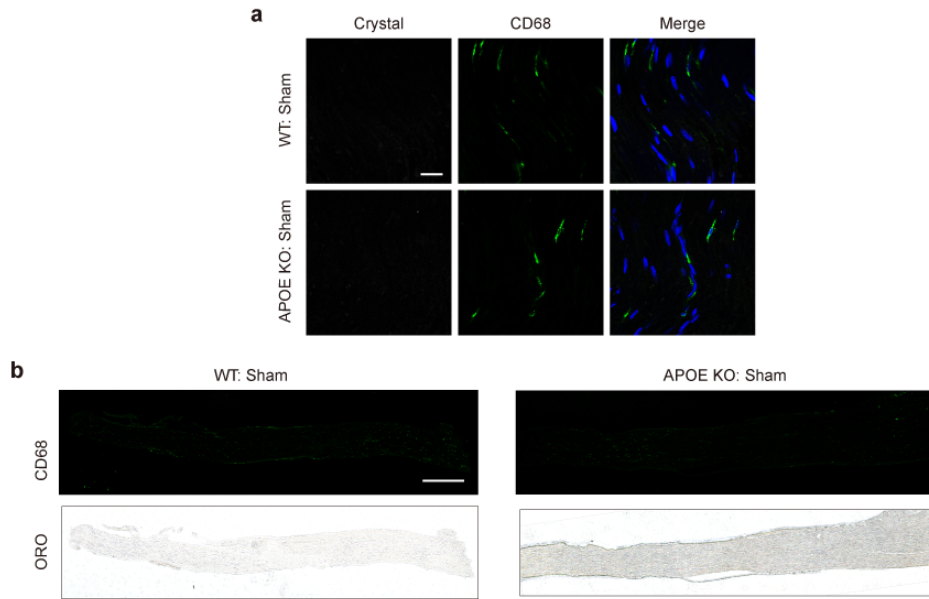 a
Crystal CD68 Merge
WT: Sham
APOE KO: Sham
b
WT: Sham APOE KO: Sham
CD68
ORO